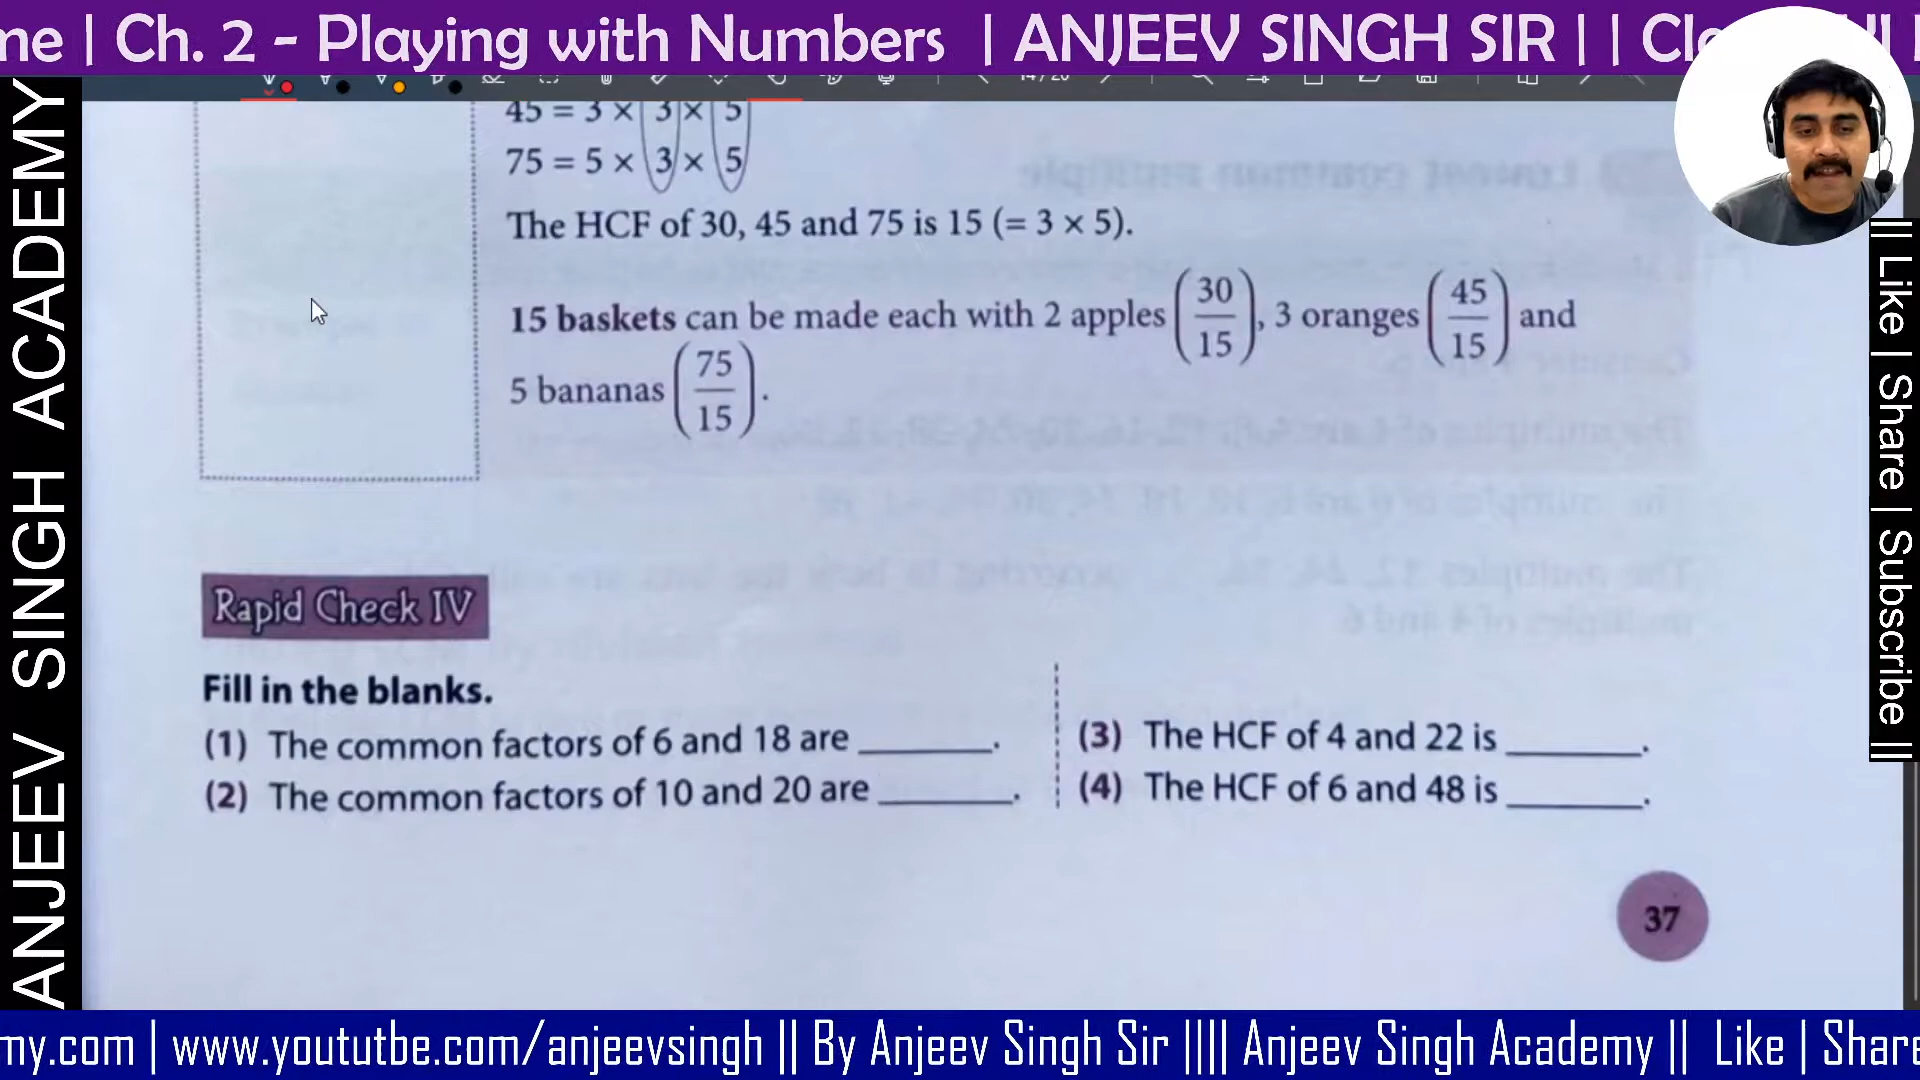 me | Ch. 2 - Playing with Numbers | ANJEEV SINGH SIR | | Cl
14 / 20
45 = 3 × 3 × 5
75 = 5 × 3 × 5
The HCF of 30, 45 and 75 is 15 (= 3 × 5).
15 baskets can be made each with 2 apples (30/15), 3 oranges (45/15) and
5 bananas (75/15).
Rapid Check IV
Fill in the blanks.
(1) The common factors of 6 and 18 are ________.
(2) The common factors of 10 and 20 are ________.
(3) The HCF of 4 and 22 is ________.
(4) The HCF of 6 and 48 is ________.
37
ANJEEV SINGH ACADEMY
|| Like | Share | Subscribe ||
my.com | www.yoututbe.com/anjeevsingh || By Anjeev Singh Sir |||| Anjeev Singh Academy || Like | Share